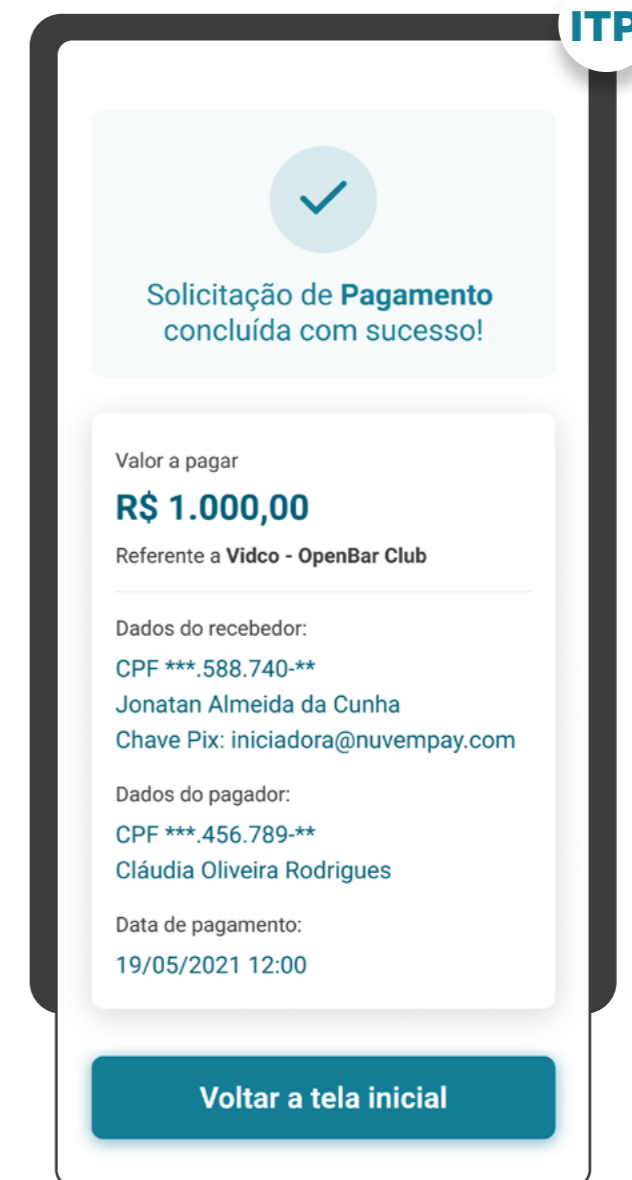 ITP
Solicitação de Pagamento
concluída com sucesso!
Valor a pagar
R$ 1.000,00
Referente a Vidco - OpenBar Club
Dados do recebedor:
CPF ***.588.740-**
Jonatan Almeida da Cunha
Chave Pix: iniciadora@nuvempay.com
Dados do pagador:
CPF ***.456.789-**
Cláudia Oliveira Rodrigues
Data de pagamento:
19/05/2021 12:00
Voltar a tela inicial